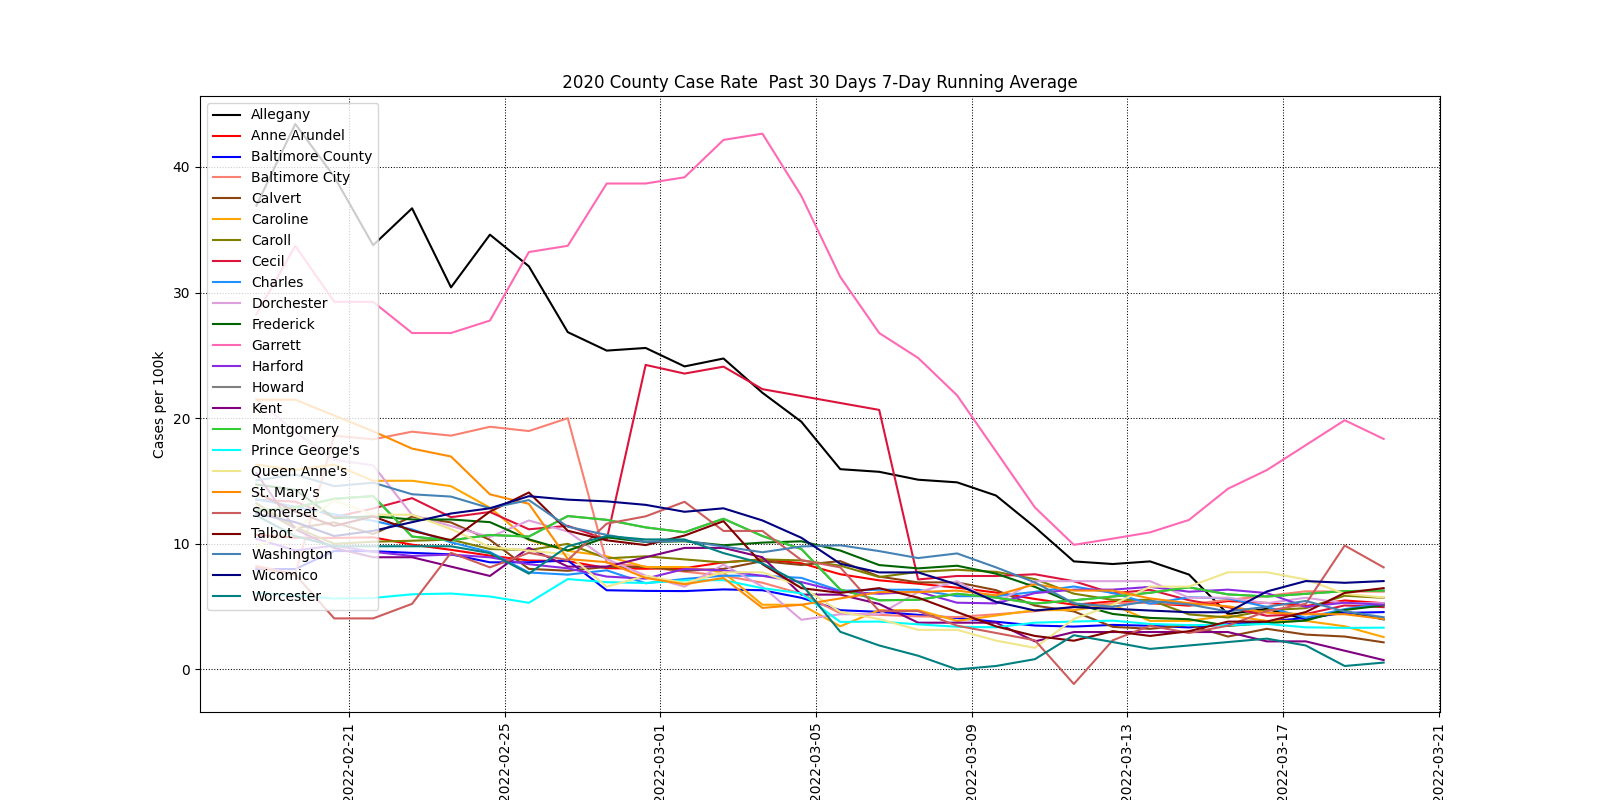 2020 County Case Rate  Past 30 Days 7-Day Running Average
Cases per 100k
40
30
20
10
0
Allegany
Anne Arundel
Baltimore County
Baltimore City
Calvert
Caroline
Caroll
Cecil
Charles
Dorchester
Frederick
Garrett
Harford
Howard
Kent
Montgomery
Prince George's
Queen Anne's
St. Mary's
Somerset
Talbot
Washington
Wicomico
Worcester
2022-02-21
2022-02-25
2022-03-01
2022-03-05
2022-03-09
2022-03-13
2022-03-17
2022-03-21